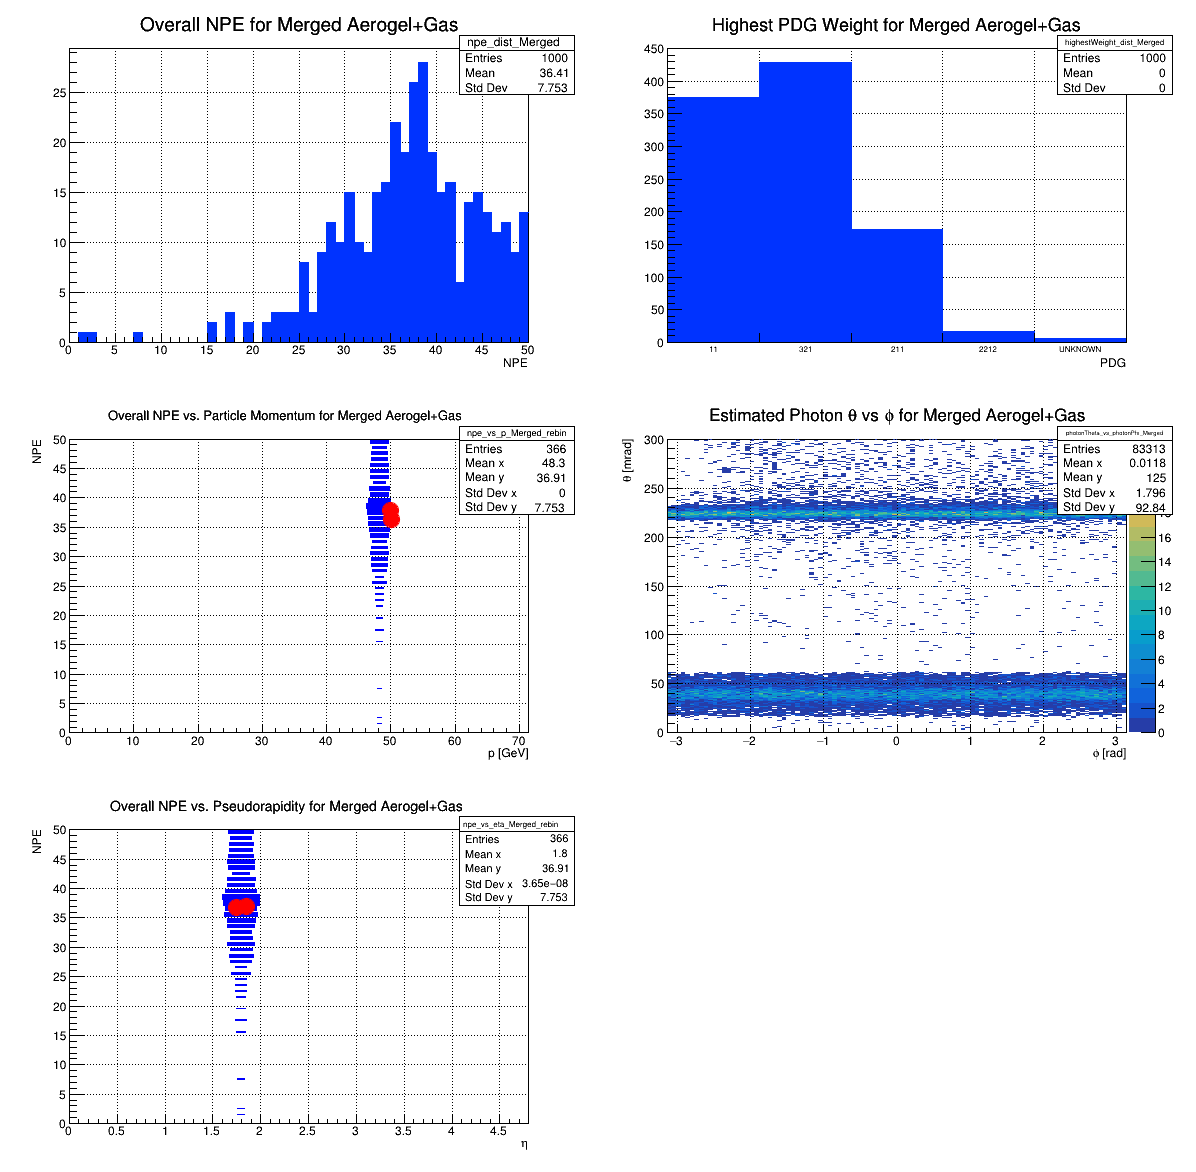 Overall NPE for Merged Aerogel+Gas
npe_dist_Merged
Entries 1000
Mean 36.41
Std Dev 7.753
25
20
15
10
5
0
0 5 10 15 20 25 30 35 40 45 50
NPE
Highest PDG Weight for Merged Aerogel+Gas
highestWeight_dist_Merged
Entries 1000
Mean 0
Std Dev 0
450
400
350
300
250
200
150
100
50
0
11 321 211 2212 UNKNOWN
PDG
Overall NPE vs. Particle Momentum for Merged Aerogel+Gas
npe_vs_p_Merged_rebin
Entries 366
Mean x 48.3
Mean y 36.91
Std Dev x 0
Std Dev y 7.753
NPE
50
45
40
35
30
25
20
15
10
5
0
0 10 20 30 40 50 60 70
p [GeV]
Estimated Photon θ vs ϕ for Merged Aerogel+Gas
photonTheta_vs_photonPhi_Merged
Entries 83313
Mean x 0.0118
Mean y 125
Std Dev x 1.796
Std Dev y 92.84
θ [mrad]
300
250
200
150
100
50
0
−3 −2 −1 0 1 2 3
ϕ [rad]
16
14
12
10
8
6
4
2
0
Overall NPE vs. Pseudorapidity for Merged Aerogel+Gas
npe_vs_eta_Merged_rebin
Entries 366
Mean x 1.8
Mean y 36.91
Std Dev x 3.65e−08
Std Dev y 7.753
NPE
50
45
40
35
30
25
20
15
10
5
0
0 0.5 1 1.5 2 2.5 3 3.5 4 4.5
η